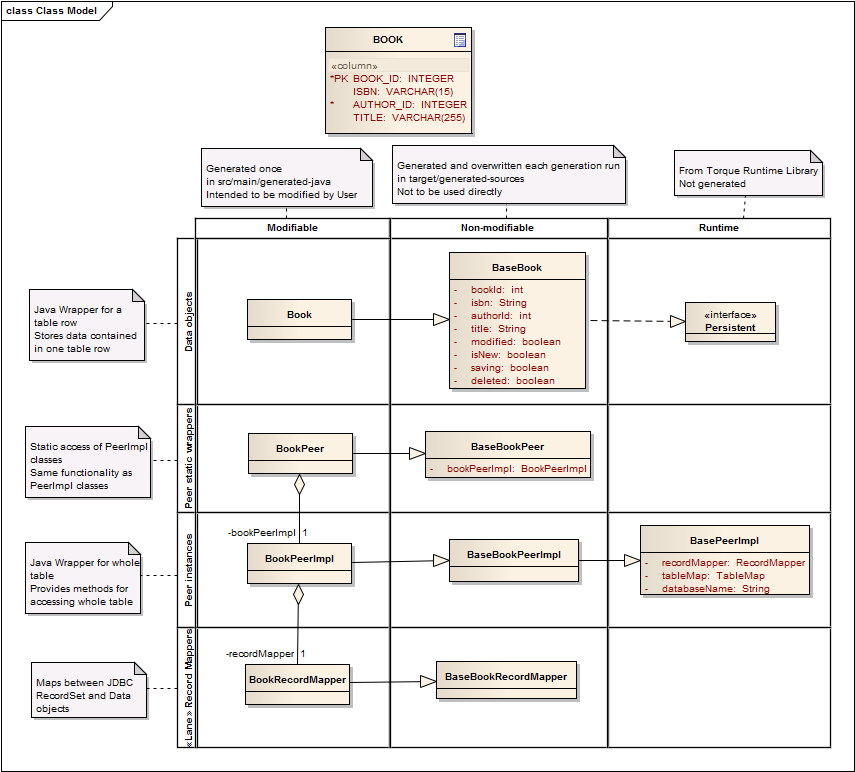 class Class Model
BOOK
«column»
*PK BOOK_ID: INTEGER
ISBN: VARCHAR(15)
* AUTHOR_ID: INTEGER
TITLE: VARCHAR(255)
Generated once
in src/main/generated-java
Intended to be modified by User
Generated and overwritten each generation run
in target/generated-sources
Not to be used directly
From Torque Runtime Library
Not generated
Modifiable
Non-modifiable
Runtime
Java Wrapper for a
table row
Stores data contained
in one table row
Data objects
Book
BaseBook
- bookId: int
- isbn: String
- authorId: int
- title: String
- modified: boolean
- isNew: boolean
- saving: boolean
- deleted: boolean
«interface»
Persistent
Static access of PeerImpl
classes
Same functionality as
PeerImpl classes
Peer static wrappers
BookPeer
BaseBookPeer
- bookPeerImpl: BookPeerImpl
Java Wrapper for whole
table
Provides methods for
accessing whole table
Peer instances
-bookPeerImpl 1
BookPeerImpl
BaseBookPeerImpl
BasePeerImpl
- recordMapper: RecordMapper
- tableMap: TableMap
- databaseName: String
Maps between JDBC
RecordSet and Data
objects
«Lane» Record Mappers
-recordMapper 1
BookRecordMapper
BaseBookRecordMapper